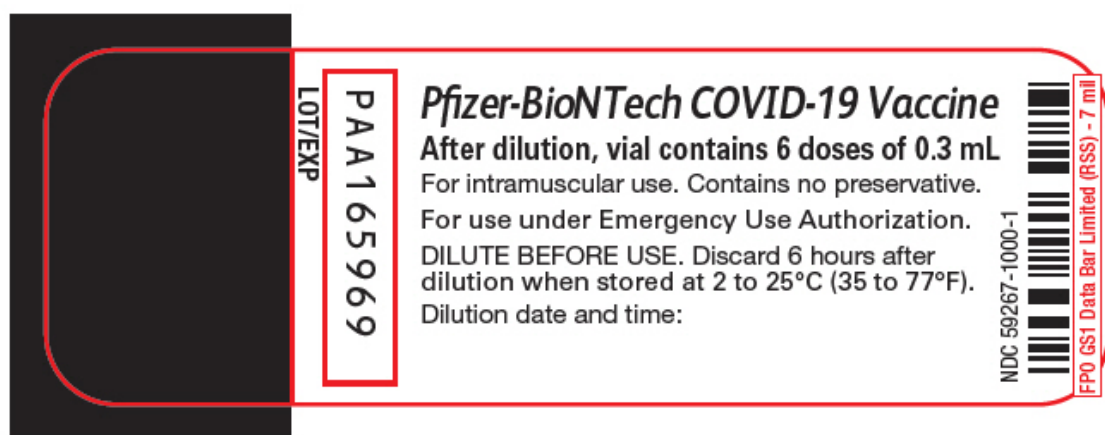 LOT/EXP
PAA165969
Pfizer-BioNTech COVID-19 Vaccine
After dilution, vial contains 6 doses of 0.3 mL
For intramuscular use. Contains no preservative.
For use under Emergency Use Authorization.
DILUTE BEFORE USE. Discard 6 hours after
dilution when stored at 2 to 25°C (35 to 77°F).
Dilution date and time:
NDC 59267-1000-1
FPO GS1 Data Bar Limited (RSS) - 7 mil